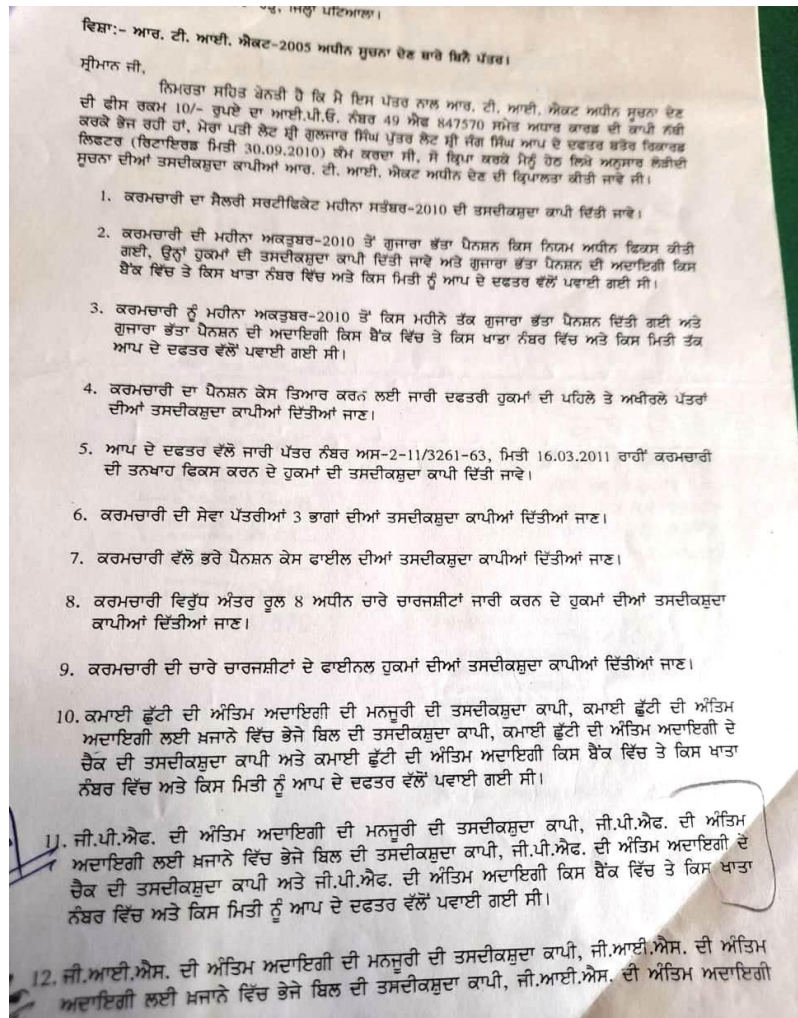 ਜ਼ਿਲ੍ਹਾ ਪਟਿਆਲਾ।
ਵਿਸ਼ਾ:- ਆਰ. ਟੀ. ਆਈ. ਐਕਟ-2005 ਅਧੀਨ ਸੂਚਨਾ ਦੇਣ ਬਾਰੇ ਬਿਨੈ ਪੱਤਰ।
ਸ੍ਰੀਮਾਨ ਜੀ,
ਨਿਮਰਤਾ ਸਹਿਤ ਬੇਨਤੀ ਹੈ ਕਿ ਮੈ ਇਸ ਪੱਤਰ ਨਾਲ ਆਰ. ਟੀ. ਆਈ. ਐਕਟ ਅਧੀਨ ਸੂਚਨਾ ਦੇਣ
ਦੀ ਫੀਸ ਰਕਮ 10/- ਰੁਪਏ ਦਾ ਆਈ.ਪੀ.ਓ. ਨੰਬਰ 49 ਐਫ 847570 ਸਮੇਤ ਅਧਾਰ ਕਾਰਡ ਦੀ ਕਾਪੀ ਨੱਥੀ
ਕਰਕੇ ਭੇਜ ਰਹੀ ਹਾਂ, ਮੇਰਾ ਪਤੀ ਲੇਟ ਸ਼੍ਰੀ ਗੁਲਜਾਰ ਸਿੰਘ ਪੁੱਤਰ ਲੇਟ ਸ਼੍ਰੀ ਜੰਗ ਸਿੰਘ ਆਪ ਦੇ ਦਫਤਰ ਬਤੌਰ ਰਿਕਾਰਡ
ਲਿਫਟਰ (ਰਿਟਾਇਰਡ ਮਿਤੀ 30.09.2010) ਕੰਮ ਕਰਦਾ ਸੀ, ਸੋ ਕ੍ਰਿਪਾ ਕਰਕੇ ਮੈਨੂੰ ਹੇਠ ਲਿਖੇ ਅਨੁਸਾਰ ਲੋੜੀਦੀ
ਸੂਚਨਾ ਦੀਆਂ ਤਸਦੀਕਸ਼ੁਦਾ ਕਾਪੀਆਂ ਆਰ. ਟੀ. ਆਈ. ਐਕਟ ਅਧੀਨ ਦੇਣ ਦੀ ਕ੍ਰਿਪਾਲਤਾ ਕੀਤੀ ਜਾਵੇ ਜੀ।
1. ਕਰਮਚਾਰੀ ਦਾ ਸੈਲਰੀ ਸਰਟੀਫਿਕੇਟ ਮਹੀਨਾ ਸਤੰਬਰ-2010 ਦੀ ਤਸਦੀਕਸ਼ੁਦਾ ਕਾਪੀ ਦਿੱਤੀ ਜਾਵੇ।
2. ਕਰਮਚਾਰੀ ਦੀ ਮਹੀਨਾ ਅਕਤੂਬਰ-2010 ਤੋਂ ਗੁਜਾਰਾ ਭੱਤਾ ਪੈਨਸ਼ਨ ਕਿਸ ਨਿਯਮ ਅਧੀਨ ਫਿਕਸ ਕੀਤੀ
ਗਈ, ਉਨ੍ਹਾਂ ਹੁਕਮਾਂ ਦੀ ਤਸਦੀਕਸ਼ੁਦਾ ਕਾਪੀ ਦਿੱਤੀ ਜਾਵੇ ਅਤੇ ਗੁਜਾਰਾ ਭੱਤਾ ਪੈਨਸ਼ਨ ਦੀ ਅਦਾਇਗੀ ਕਿਸ
ਬੈਂਕ ਵਿੱਚ ਤੇ ਕਿਸ ਖਾਤਾ ਨੰਬਰ ਵਿੱਚ ਅਤੇ ਕਿਸ ਮਿਤੀ ਨੂੰ ਆਪ ਦੇ ਦਫਤਰ ਵੱਲੋਂ ਪਵਾਈ ਗਈ ਸੀ।
3. ਕਰਮਚਾਰੀ ਨੂੰ ਮਹੀਨਾ ਅਕਤੂਬਰ-2010 ਤੋਂ ਕਿਸ ਮਹੀਨੇ ਤੱਕ ਗੁਜਾਰਾ ਭੱਤਾ ਪੈਨਸ਼ਨ ਦਿੱਤੀ ਗਈ ਅਤੇ
ਗੁਜਾਰਾ ਭੱਤਾ ਪੈਨਸ਼ਨ ਦੀ ਅਦਾਇਗੀ ਕਿਸ ਬੈਂਕ ਵਿੱਚ ਤੇ ਕਿਸ ਖਾਤਾ ਨੰਬਰ ਵਿੱਚ ਅਤੇ ਕਿਸ ਮਿਤੀ ਤੱਕ
ਆਪ ਦੇ ਦਫਤਰ ਵੱਲੋਂ ਪਵਾਈ ਗਈ ਸੀ।
4. ਕਰਮਚਾਰੀ ਦਾ ਪੈਨਸ਼ਨ ਕੇਸ ਤਿਆਰ ਕਰਨ ਲਈ ਜਾਰੀ ਦਫਤਰੀ ਹੁਕਮਾਂ ਦੀ ਪਹਿਲੇ ਤੇ ਅਖੀਰਲੇ ਪੱਤਰਾਂ
ਦੀਆਂ ਤਸਦੀਕਸ਼ੁਦਾ ਕਾਪੀਆਂ ਦਿੱਤੀਆਂ ਜਾਣ।
5. ਆਪ ਦੇ ਦਫਤਰ ਵੱਲੋ ਜਾਰੀ ਪੱਤਰ ਨੰਬਰ ਅਸ-2-11/3261-63, ਮਿਤੀ 16.03.2011 ਰਾਹੀਂ ਕਰਮਚਾਰੀ
ਦੀ ਤਨਖਾਹ ਫਿਕਸ ਕਰਨ ਦੇ ਹੁਕਮਾਂ ਦੀ ਤਸਦੀਕਸ਼ੁਦਾ ਕਾਪੀ ਦਿੱਤੀ ਜਾਵੇ।
6. ਕਰਮਚਾਰੀ ਦੀ ਸੇਵਾ ਪੱਤਰੀਆਂ 3 ਭਾਗਾਂ ਦੀਆਂ ਤਸਦੀਕਸ਼ੁਦਾ ਕਾਪੀਆਂ ਦਿੱਤੀਆਂ ਜਾਣ।
7. ਕਰਮਚਾਰੀ ਵੱਲੋ ਭਰੇ ਪੈਨਸ਼ਨ ਕੇਸ ਫਾਈਲ ਦੀਆਂ ਤਸਦੀਕਸ਼ੁਦਾ ਕਾਪੀਆਂ ਦਿੱਤੀਆਂ ਜਾਣ।
8. ਕਰਮਚਾਰੀ ਵਿਰੁੱਧ ਅੰਤਰ ਰੂਲ 8 ਅਧੀਨ ਚਾਰੇ ਚਾਰਜਸ਼ੀਟਾਂ ਜਾਰੀ ਕਰਨ ਦੇ ਹੁਕਮਾਂ ਦੀਆਂ ਤਸਦੀਕਸ਼ੁਦਾ
ਕਾਪੀਆਂ ਦਿੱਤੀਆਂ ਜਾਣ।
9. ਕਰਮਚਾਰੀ ਦੀ ਚਾਰੇ ਚਾਰਜਸ਼ੀਟਾਂ ਦੇ ਫਾਈਨਲ ਹੁਕਮਾਂ ਦੀਆਂ ਤਸਦੀਕਸ਼ੁਦਾ ਕਾਪੀਆਂ ਦਿੱਤੀਆਂ ਜਾਣ।
10. ਕਮਾਈ ਛੁੱਟੀ ਦੀ ਅੰਤਿਮ ਅਦਾਇਗੀ ਦੀ ਮਨਜੂਰੀ ਦੀ ਤਸਦੀਕਸ਼ੁਦਾ ਕਾਪੀ, ਕਮਾਈ ਛੁੱਟੀ ਦੀ ਅੰਤਿਮ
ਅਦਾਇਗੀ ਲਈ ਖ਼ਜਾਨੇ ਵਿੱਚ ਭੇਜੇ ਬਿਲ ਦੀ ਤਸਦੀਕਸ਼ੁਦਾ ਕਾਪੀ, ਕਮਾਈ ਛੁੱਟੀ ਦੀ ਅੰਤਿਮ ਅਦਾਇਗੀ ਦੇ
ਚੈਕ ਦੀ ਤਸਦੀਕਸ਼ੁਦਾ ਕਾਪੀ ਅਤੇ ਕਮਾਈ ਛੁੱਟੀ ਦੀ ਅੰਤਿਮ ਅਦਾਇਗੀ ਕਿਸ ਬੈਂਕ ਵਿੱਚ ਤੇ ਕਿਸ ਖਾਤਾ
ਨੰਬਰ ਵਿੱਚ ਅਤੇ ਕਿਸ ਮਿਤੀ ਨੂੰ ਆਪ ਦੇ ਦਫਤਰ ਵੱਲੋਂ ਪਵਾਈ ਗਈ ਸੀ।
11. ਜੀ.ਪੀ.ਐਫ. ਦੀ ਅੰਤਿਮ ਅਦਾਇਗੀ ਦੀ ਮਨਜੂਰੀ ਦੀ ਤਸਦੀਕਸ਼ੁਦਾ ਕਾਪੀ, ਜੀ.ਪੀ.ਐਫ. ਦੀ ਅੰਤਿਮ
ਅਦਾਇਗੀ ਲਈ ਖ਼ਜਾਨੇ ਵਿੱਚ ਭੇਜੇ ਬਿਲ ਦੀ ਤਸਦੀਕਸ਼ੁਦਾ ਕਾਪੀ, ਜੀ.ਪੀ.ਐਫ. ਦੀ ਅੰਤਿਮ ਅਦਾਇਗੀ ਦੇ
ਚੈਕ ਦੀ ਤਸਦੀਕਸ਼ੁਦਾ ਕਾਪੀ ਅਤੇ ਜੀ.ਪੀ.ਐਫ. ਦੀ ਅੰਤਿਮ ਅਦਾਇਗੀ ਕਿਸ ਬੈਂਕ ਵਿੱਚ ਤੇ ਕਿਸ ਖਾਤਾ
ਨੰਬਰ ਵਿੱਚ ਅਤੇ ਕਿਸ ਮਿਤੀ ਨੂੰ ਆਪ ਦੇ ਦਫਤਰ ਵੱਲੋਂ ਪਵਾਈ ਗਈ ਸੀ।
12. ਜੀ.ਆਈ.ਐਸ. ਦੀ ਅੰਤਿਮ ਅਦਾਇਗੀ ਦੀ ਮਨਜੂਰੀ ਦੀ ਤਸਦੀਕਸ਼ੁਦਾ ਕਾਪੀ, ਜੀ.ਆਈ.ਐਸ. ਦੀ ਅੰਤਿਮ
ਅਦਾਇਗੀ ਲਈ ਖ਼ਜਾਨੇ ਵਿੱਚ ਭੇਜੇ ਬਿਲ ਦੀ ਤਸਦੀਕਸ਼ੁਦਾ ਕਾਪੀ, ਜੀ.ਆਈ.ਐਸ. ਦੀ ਅੰਤਿਮ ਅਦਾਇਗੀ